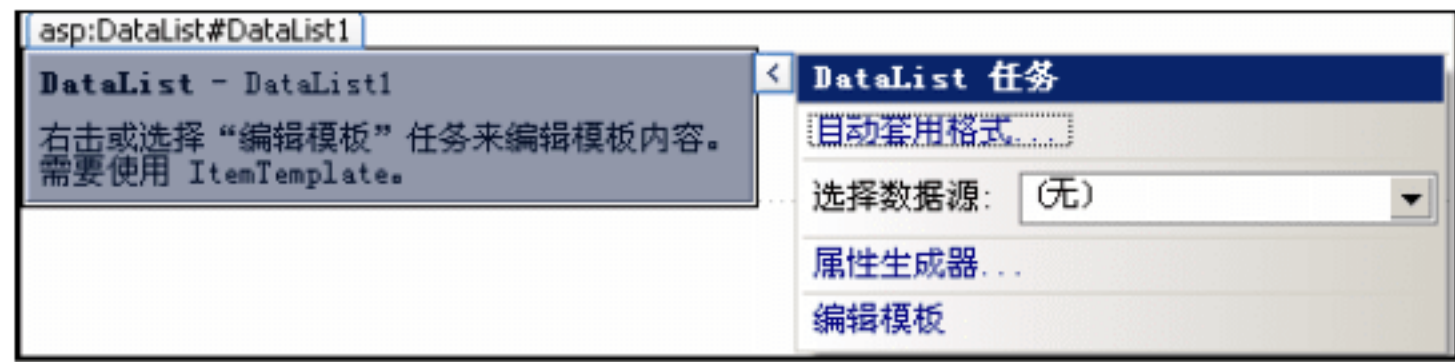 asp:DataList#DataList1
DataList - DataList1
右击或选择“编辑模板”任务来编辑模板内容。
需要使用 ItemTemplate。
<
DataList 任务
自动套用格式...
选择数据源: (无)
属性生成器...
编辑模板